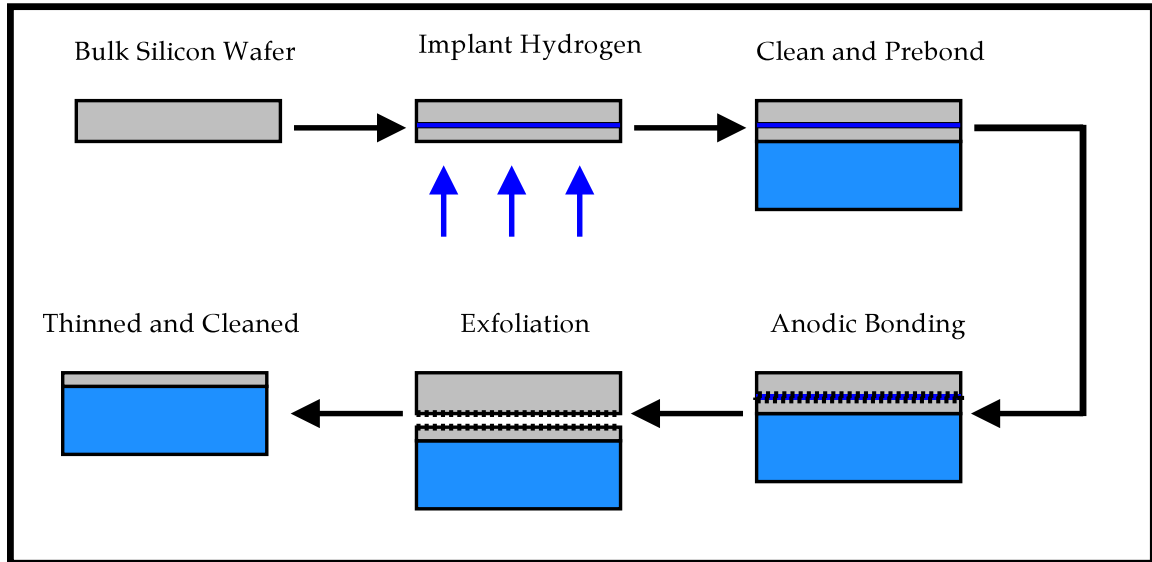 Bulk Silicon Wafer
Implant Hydrogen
Clean and Prebond
Thinned and Cleaned
Exfoliation
Anodic Bonding